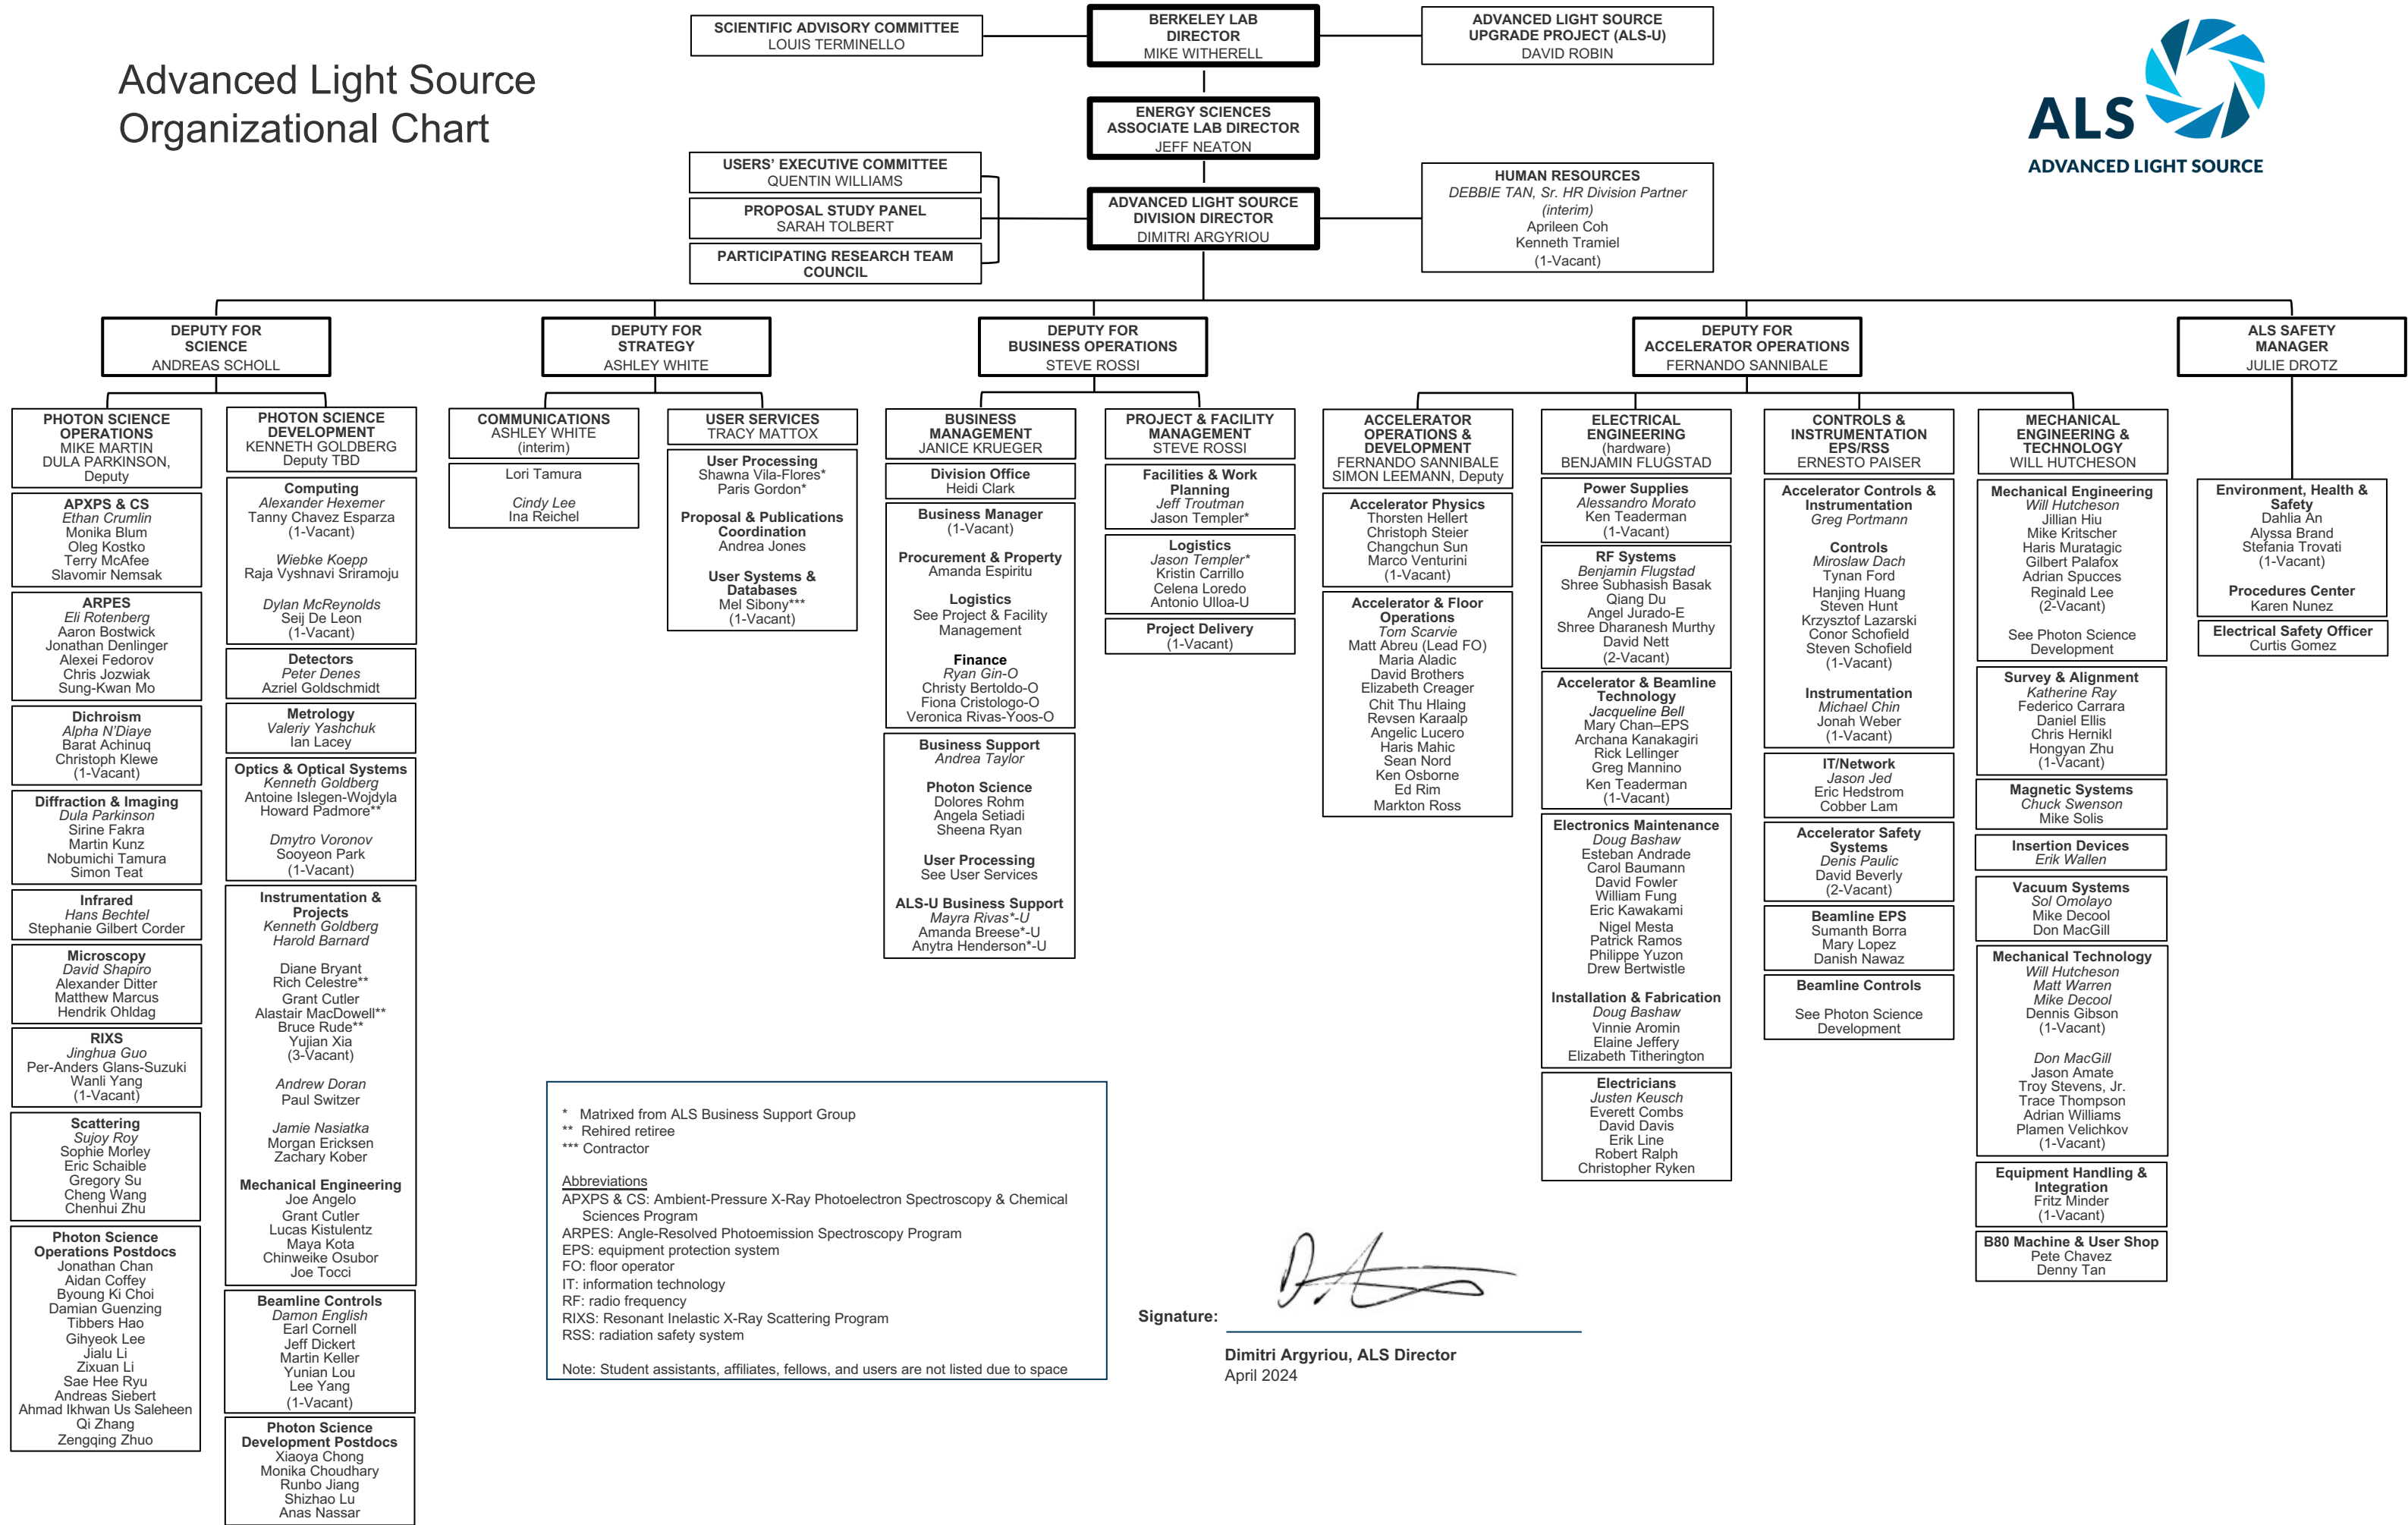 Advanced Light Source
Organizational Chart
SCIENTIFIC ADVISORY COMMITTEE
LOUIS TERMINELLO
BERKELEY LAB
DIRECTOR
MIKE WITHERELL
ADVANCED LIGHT SOURCE
UPGRADE PROJECT (ALS-U)
DAVID ROBIN
ALS
ADVANCED LIGHT SOURCE
ENERGY SCIENCES
ASSOCIATE LAB DIRECTOR
JEFF NEATON
USERS' EXECUTIVE COMMITTEE
QUENTIN WILLIAMS
PROPOSAL STUDY PANEL
SARAH TOLBERT
PARTICIPATING RESEARCH TEAM
COUNCIL
ADVANCED LIGHT SOURCE
DIVISION DIRECTOR
DIMITRI ARGYRIOU
HUMAN RESOURCES
DEBBIE TAN, Sr. HR Division Partner
(interim)
Aprileen Coh
Kenneth Tramiel
(1-Vacant)
DEPUTY FOR
SCIENCE
ANDREAS SCHOLL
DEPUTY FOR
STRATEGY
ASHLEY WHITE
DEPUTY FOR
BUSINESS OPERATIONS
STEVE ROSSI
DEPUTY FOR
ACCELERATOR OPERATIONS
FERNANDO SANNIBALE
ALS SAFETY
MANAGER
JULIE DROTZ
PHOTON SCIENCE
OPERATIONS
MIKE MARTIN
DULA PARKINSON,
Deputy
APXPS & CS
Ethan Crumlin
Monika Blum
Oleg Kostko
Terry McAfee
Slavomir Nemsak
ARPES
Eli Rotenberg
Aaron Bostwick
Jonathan Denlinger
Alexei Fedorov
Chris Jozwiak
Sung-Kwan Mo
Dichroism
Alpha N'Diaye
Barat Achinuq
Christoph Klewe
(1-Vacant)
Diffraction & Imaging
Dula Parkinson
Sirine Fakra
Martin Kunz
Nobumichi Tamura
Simon Teat
Infrared
Hans Bechtel
Stephanie Gilbert Corder
Microscopy
David Shapiro
Alexander Ditter
Matthew Marcus
Hendrik Ohldag
RIXS
Jinghua Guo
Per-Anders Glans-Suzuki
Wanli Yang
(1-Vacant)
Scattering
Sujoy Roy
Sophie Morley
Eric Schaible
Gregory Su
Cheng Wang
Chenhui Zhu
Photon Science
Operations Postdocs
Jonathan Chan
Aidan Coffey
Byoung Ki Choi
Damian Guenzing
Tibbers Hao
Gihyeok Lee
Jialu Li
Zixuan Li
Sae Hee Ryu
Andreas Siebert
Ahmad Ikhwan Us Saleheen
Qi Zhang
Zengqing Zhuo
PHOTON SCIENCE
DEVELOPMENT
KENNETH GOLDBERG
Deputy TBD
Computing
Alexander Hexemer
Tanny Chavez Esparza
(1-Vacant)
Wiebke Koepp
Raja Vyshnavi Sriramoju
Dylan McReynolds
Seij De Leon
(1-Vacant)
Detectors
Peter Denes
Azriel Goldschmidt
Metrology
Valeriy Yashchuk
Ian Lacey
Optics & Optical Systems
Kenneth Goldberg
Antoine Islegen-Wojdyla
Howard Padmore**
Dmytro Voronov
Sooyeon Park
(1-Vacant)
Instrumentation &
Projects
Kenneth Goldberg
Harold Barnard
Diane Bryant
Rich Celestre**
Grant Cutler
Alastair MacDowell**
Bruce Rude**
Yujian Xia
(3-Vacant)
Andrew Doran
Paul Switzer
Jamie Nasiatka
Morgan Ericksen
Zachary Kober
Mechanical Engineering
Joe Angelo
Grant Cutler
Lucas Kistulentz
Maya Kota
Chinweike Osubor
Joe Tocci
Beamline Controls
Damon English
Earl Cornell
Jeff Dickert
Martin Keller
Yunian Lou
Lee Yang
(1-Vacant)
Photon Science
Development Postdocs
Xiaoya Chong
Monika Choudhary
Runbo Jiang
Shizhao Lu
Anas Nassar
COMMUNICATIONS
ASHLEY WHITE
(interim)
Lori Tamura
Cindy Lee
Ina Reichel
USER SERVICES
TRACY MATTOX
User Processing
Shawna Vila-Flores*
Paris Gordon*
Proposal & Publications
Coordination
Andrea Jones
User Systems &
Databases
Mel Sibony***
(1-Vacant)
BUSINESS
MANAGEMENT
JANICE KRUEGER
Division Office
Heidi Clark
Business Manager
(1-Vacant)
Procurement & Property
Amanda Espiritu
Logistics
See Project & Facility
Management
Finance
Ryan Gin-O
Christy Bertoldo-O
Fiona Cristologo-O
Veronica Rivas-Yoos-O
Business Support
Andrea Taylor
Photon Science
Dolores Rohm
Angela Setiadi
Sheena Ryan
User Processing
See User Services
ALS-U Business Support
Mayra Rivas*-U
Amanda Breese*-U
Anytra Henderson*-U
PROJECT & FACILITY
MANAGEMENT
STEVE ROSSI
Facilities & Work
Planning
Jeff Troutman
Jason Templer*
Logistics
Jason Templer*
Kristin Carrillo
Celena Loredo
Antonio Ulloa-U
Project Delivery
(1-Vacant)
ACCELERATOR
OPERATIONS &
DEVELOPMENT
FERNANDO SANNIBALE
SIMON LEEMANN, Deputy
Accelerator Physics
Thorsten Hellert
Christoph Steier
Changchun Sun
Marco Venturini
(1-Vacant)
Accelerator & Floor
Operations
Tom Scarvie
Matt Abreu (Lead FO)
Maria Aladic
David Brothers
Elizabeth Creager
Chit Thu Hlaing
Revsen Karaalp
Angelic Lucero
Haris Mahic
Sean Nord
Ken Osborne
Ed Rim
Markton Ross
ELECTRICAL
ENGINEERING
(hardware)
BENJAMIN FLUGSTAD
Power Supplies
Alessandro Morato
Ken Teaderman
(1-Vacant)
RF Systems
Benjamin Flugstad
Shree Subhasish Basak
Qiang Du
Angel Jurado-E
Shree Dharanesh Murthy
David Nett
(2-Vacant)
Accelerator & Beamline
Technology
Jacqueline Bell
Mary Chan–EPS
Archana Kanakagiri
Rick Lellinger
Greg Mannino
Ken Teaderman
(1-Vacant)
Electronics Maintenance
Doug Bashaw
Esteban Andrade
Carol Baumann
David Fowler
William Fung
Eric Kawakami
Nigel Mesta
Patrick Ramos
Philippe Yuzon
Drew Bertwistle
Installation & Fabrication
Doug Bashaw
Vinnie Aromin
Elaine Jeffery
Elizabeth Titherington
Electricians
Justen Keusch
Everett Combs
David Davis
Erik Line
Robert Ralph
Christopher Ryken
CONTROLS &
INSTRUMENTATION
EPS/RSS
ERNESTO PAISER
Accelerator Controls &
Instrumentation
Greg Portmann
Controls
Miroslaw Dach
Tynan Ford
Hanjing Huang
Steven Hunt
Krzysztof Lazarski
Conor Schofield
Steven Schofield
(1-Vacant)
Instrumentation
Michael Chin
Jonah Weber
(1-Vacant)
IT/Network
Jason Jed
Eric Hedstrom
Cobber Lam
Accelerator Safety
Systems
Denis Paulic
David Beverly
(2-Vacant)
Beamline EPS
Sumanth Borra
Mary Lopez
Danish Nawaz
Beamline Controls
See Photon Science
Development
MECHANICAL
ENGINEERING &
TECHNOLOGY
WILL HUTCHESON
Mechanical Engineering
Will Hutcheson
Jillian Hiu
Mike Kritscher
Haris Muratagic
Gilbert Palafox
Adrian Spucces
Reginald Lee
(2-Vacant)
See Photon Science
Development
Survey & Alignment
Katherine Ray
Federico Carrara
Daniel Ellis
Chris Hernikl
Hongyan Zhu
(1-Vacant)
Magnetic Systems
Chuck Swenson
Mike Solis
Insertion Devices
Erik Wallen
Vacuum Systems
Sol Omolayo
Mike Decool
Don MacGill
Mechanical Technology
Will Hutcheson
Matt Warren
Mike Decool
Dennis Gibson
(1-Vacant)
Don MacGill
Jason Amate
Troy Stevens, Jr.
Trace Thompson
Adrian Williams
Plamen Velichkov
(1-Vacant)
Equipment Handling &
Integration
Fritz Minder
(1-Vacant)
B80 Machine & User Shop
Pete Chavez
Denny Tan
Environment, Health &
Safety
Dahlia An
Alyssa Brand
Stefania Trovati
(1-Vacant)
Procedures Center
Karen Nunez
Electrical Safety Officer
Curtis Gomez
* Matrixed from ALS Business Support Group
** Rehired retiree
*** Contractor
Abbreviations
APXPS & CS: Ambient-Pressure X-Ray Photoelectron Spectroscopy & Chemical
Sciences Program
ARPES: Angle-Resolved Photoemission Spectroscopy Program
EPS: equipment protection system
FO: floor operator
IT: information technology
RF: radio frequency
RIXS: Resonant Inelastic X-Ray Scattering Program
RSS: radiation safety system
Note: Student assistants, affiliates, fellows, and users are not listed due to space
Signature:
Dimitri Argyriou, ALS Director
April 2024